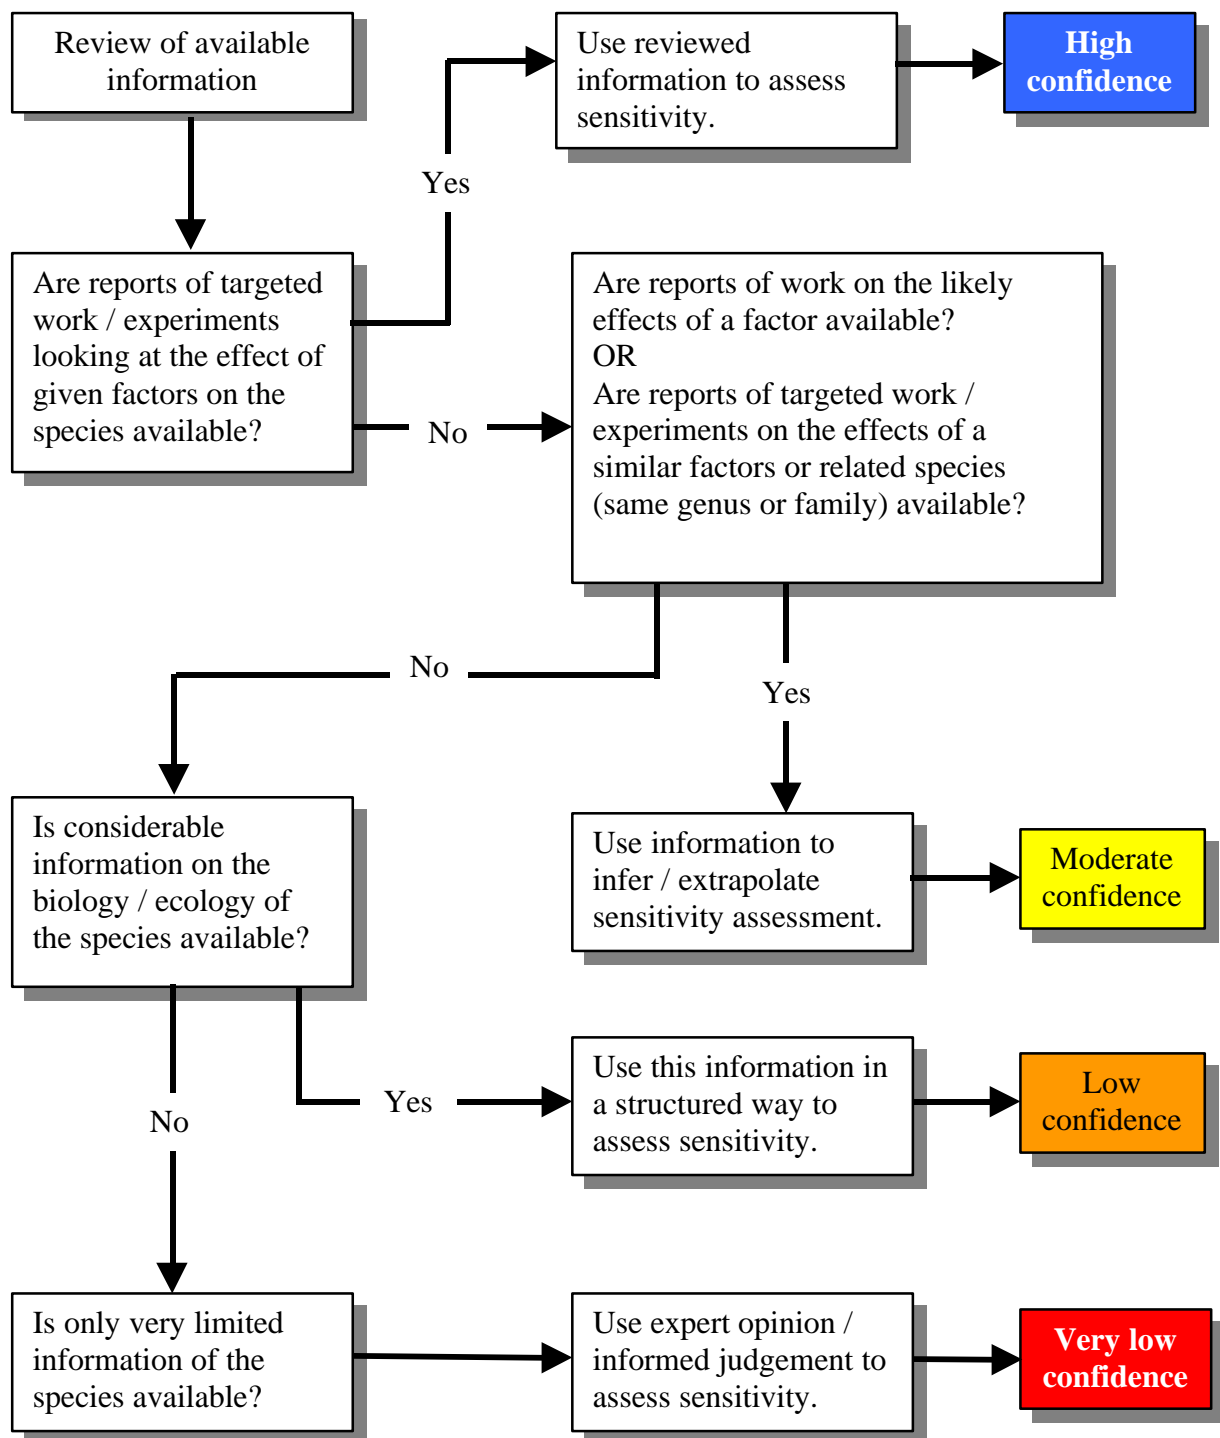 Review of available
information
Use reviewed
information to assess
sensitivity.
High
confidence
Yes
Are reports of targeted
work / experiments
looking at the effect of
given factors on the
species available?
No
Are reports of work on the likely
effects of a factor available?
OR
Are reports of targeted work /
experiments on the effects of a
similar factors or related species
(same genus or family) available?
No
Yes
Is considerable
information on the
biology / ecology of
the species available?
Use information to
infer / extrapolate
sensitivity assessment.
Moderate
confidence
Yes
Use this information in
a structured way to
assess sensitivity.
Low
confidence
No
Is only very limited
information of the
species available?
Use expert opinion /
informed judgement to
assess sensitivity.
Very low
confidence